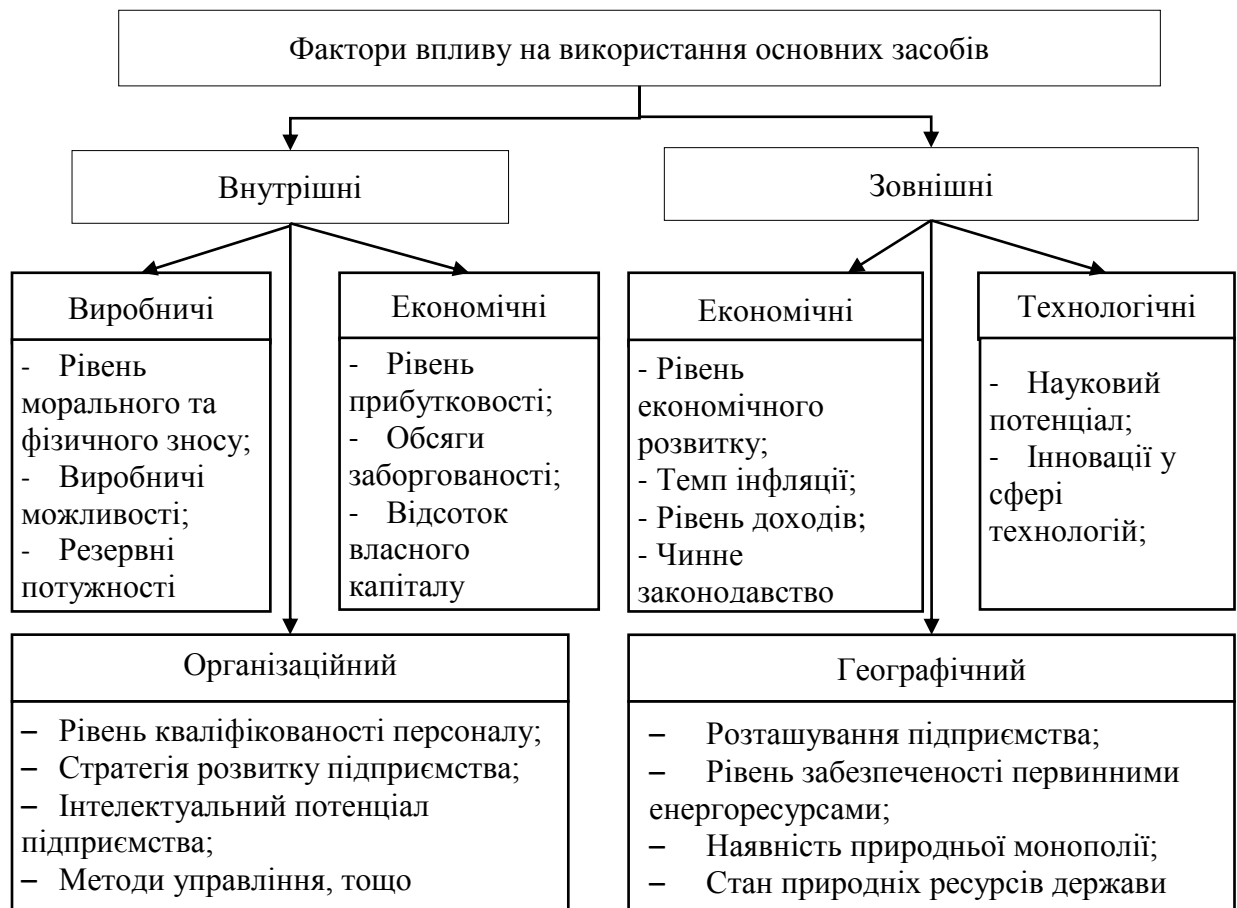 Фактори впливу на використання основних засобів
Внутрішні
Зовнішні
Виробничі
- Рівень
морального та
фізичного зносу;
- Виробничі
можливості;
- Резервні
потужності
Економічні
- Рівень
прибутковості;
- Обсяги
заборгованості;
- Відсоток
власного
капіталу
Економічні
- Рівень
економічного
розвитку;
- Темп інфляції;
- Рівень доходів;
- Чинне
законодавство
Технологічні
- Науковий
потенціал;
- Інновації у
сфері
технологій;
Організаційний
– Рівень кваліфікованості персоналу;
– Стратегія розвитку підприємства;
– Інтелектуальний потенціал
підприємства;
– Методи управління, тощо
Географічний
– Розташування підприємства;
– Рівень забезпеченості первинними
енергоресурсами;
– Наявність природньої монополії;
– Стан природніх ресурсів держави